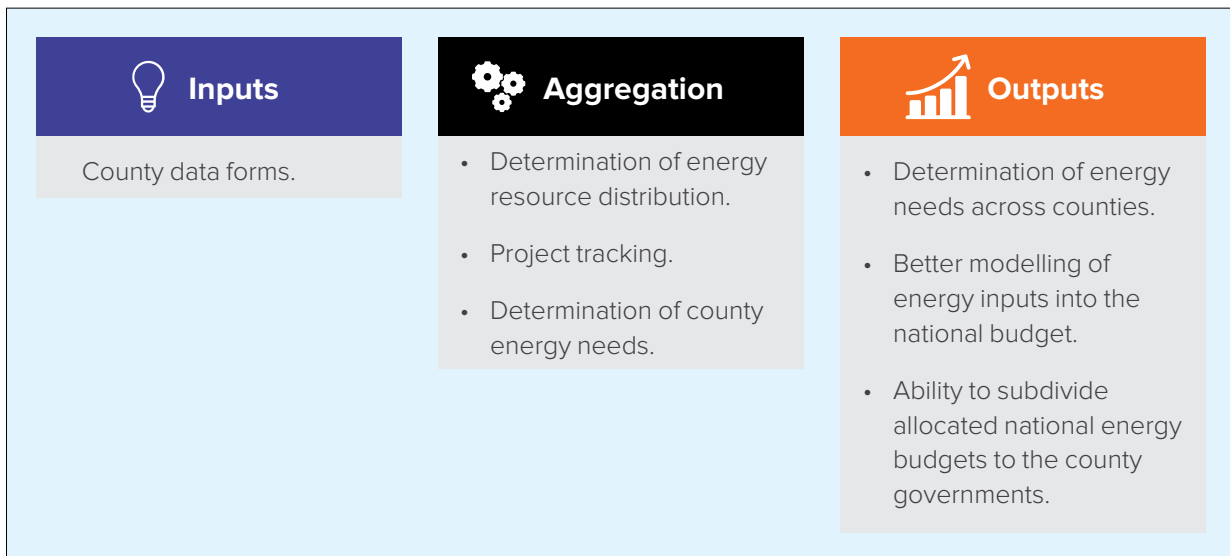 Inputs
County data forms.
Aggregation
• Determination of energy
resource distribution.
• Project tracking.
• Determination of county
energy needs.
Outputs
• Determination of energy
needs across counties.
• Better modelling of
energy inputs into the
national budget.
• Ability to subdivide
allocated national energy
budgets to the county
governments.